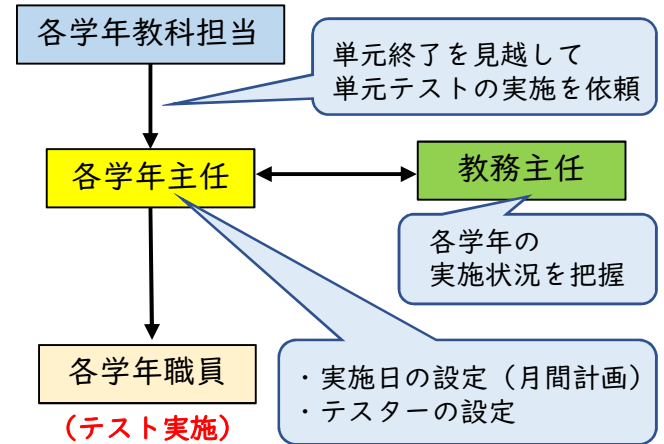 各学年教科担当
単元終了を見越して
単元テストの実施を依頼
各学年主任
教務主任
各学年の
実施状況を把握
各学年職員
(テスト実施)
・実施日の設定（月間計画）
・テスターの設定